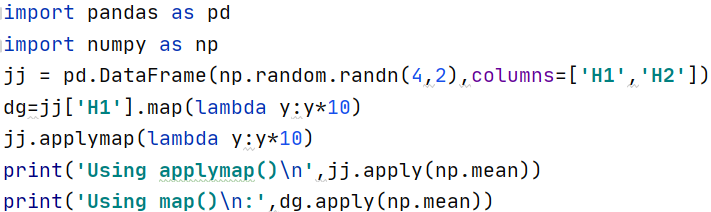 import pandas as pd
import numpy as np
jj = pd.DataFrame(np.random.randn(4,2),columns=['H1','H2'])
dg=jj['H1'].map(lambda y:y*10)
jj.applymap(lambda y:y*10)
print('Using applymap()\n',jj.apply(np.mean))
print('Using map()\n:',dg.apply(np.mean))